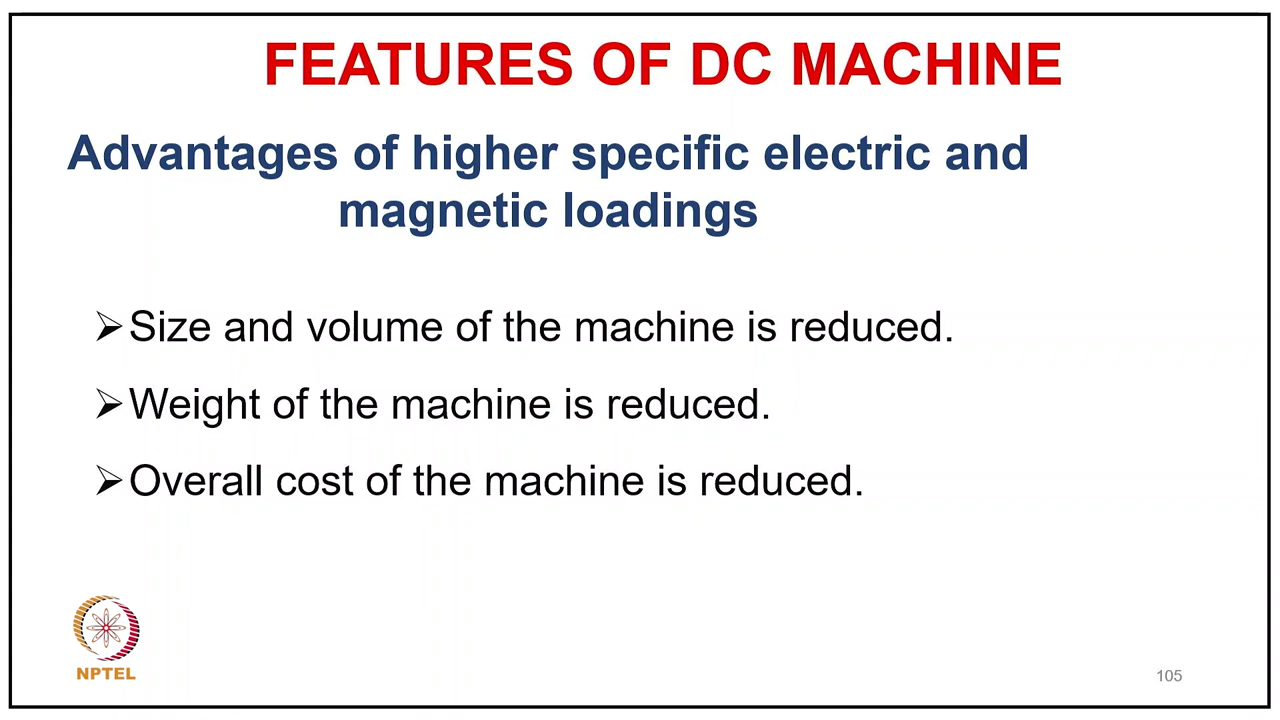 FEATURES OF DC MACHINE
Advantages of higher specific electric and
magnetic loadings
➢Size and volume of the machine is reduced.
➢Weight of the machine is reduced.
➢Overall cost of the machine is reduced.
NPTEL
105